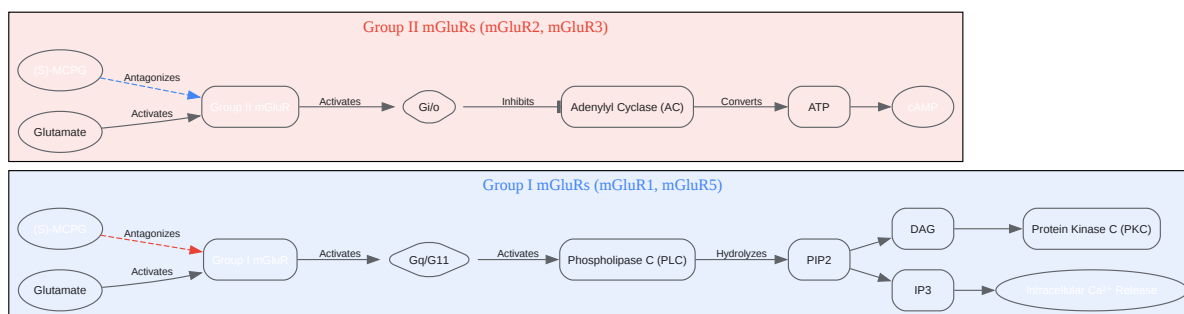 Group II mGluRs (mGluR2, mGluR3)
(S)-MCPG
Antagonizes
Glutamate
Activates
Group II mGluR
Activates
Gi/o
Inhibits
Adenylyl Cyclase (AC)
Converts
ATP
cAMP
Group I mGluRs (mGluR1, mGluR5)
(S)-MCPG
Antagonizes
Glutamate
Activates
Group I mGluR
Activates
Gq/G11
Activates
Phospholipase C (PLC)
Hydrolyzes
PIP2
DAG
Protein Kinase C (PKC)
IP3
Intracellular Ca²⁺ Release